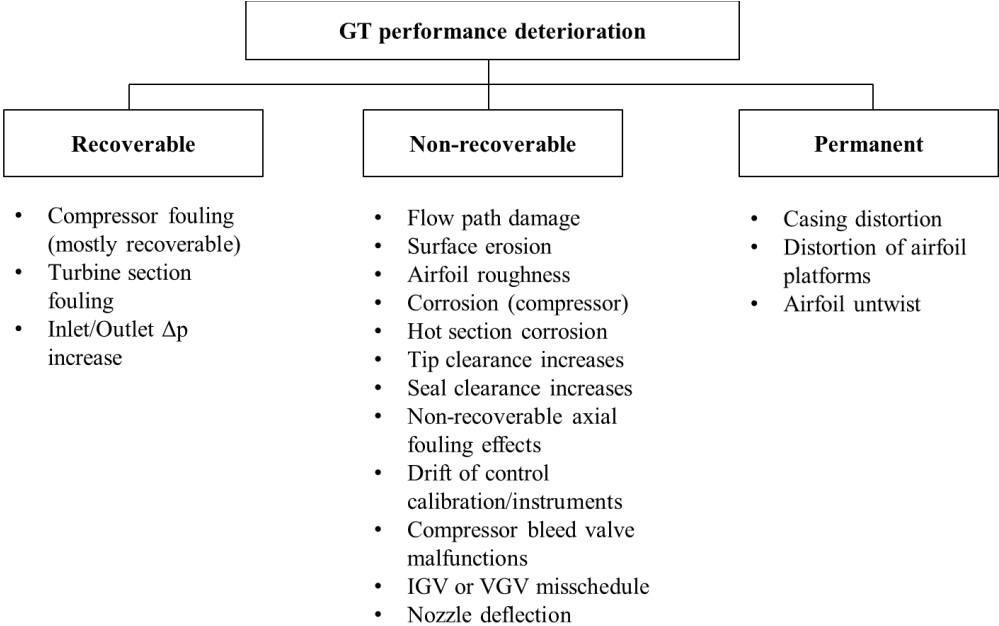 GT performance deterioration
Recoverable
Non-recoverable
Permanent
• Compressor fouling
(mostly recoverable)
• Turbine section
fouling
• Inlet/Outlet Δp
increase
• Flow path damage
• Surface erosion
• Airfoil roughness
• Corrosion (compressor)
• Hot section corrosion
• Tip clearance increases
• Seal clearance increases
• Non-recoverable axial
fouling effects
• Drift of control
calibration/instruments
• Compressor bleed valve
malfunctions
• IGV or VGV misschedule
• Nozzle deflection
• Casing distortion
• Distortion of airfoil
platforms
• Airfoil untwist